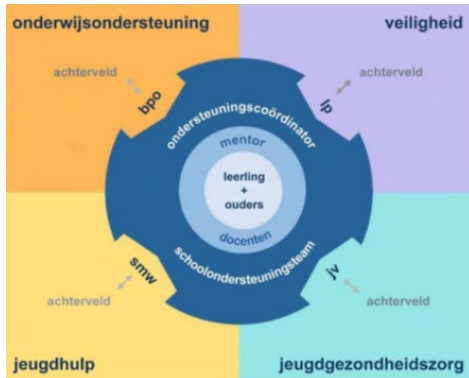 onderwijsondersteuning
veiligheid
achterveld
achterveld
bpo
lp
ondersteuningscoördinator
mentor
leerling
+
ouders
docenten
schoolondersteuningsteam
smw
jv
achterveld
achterveld
jeugdhulp
jeugdgezondheidszorg